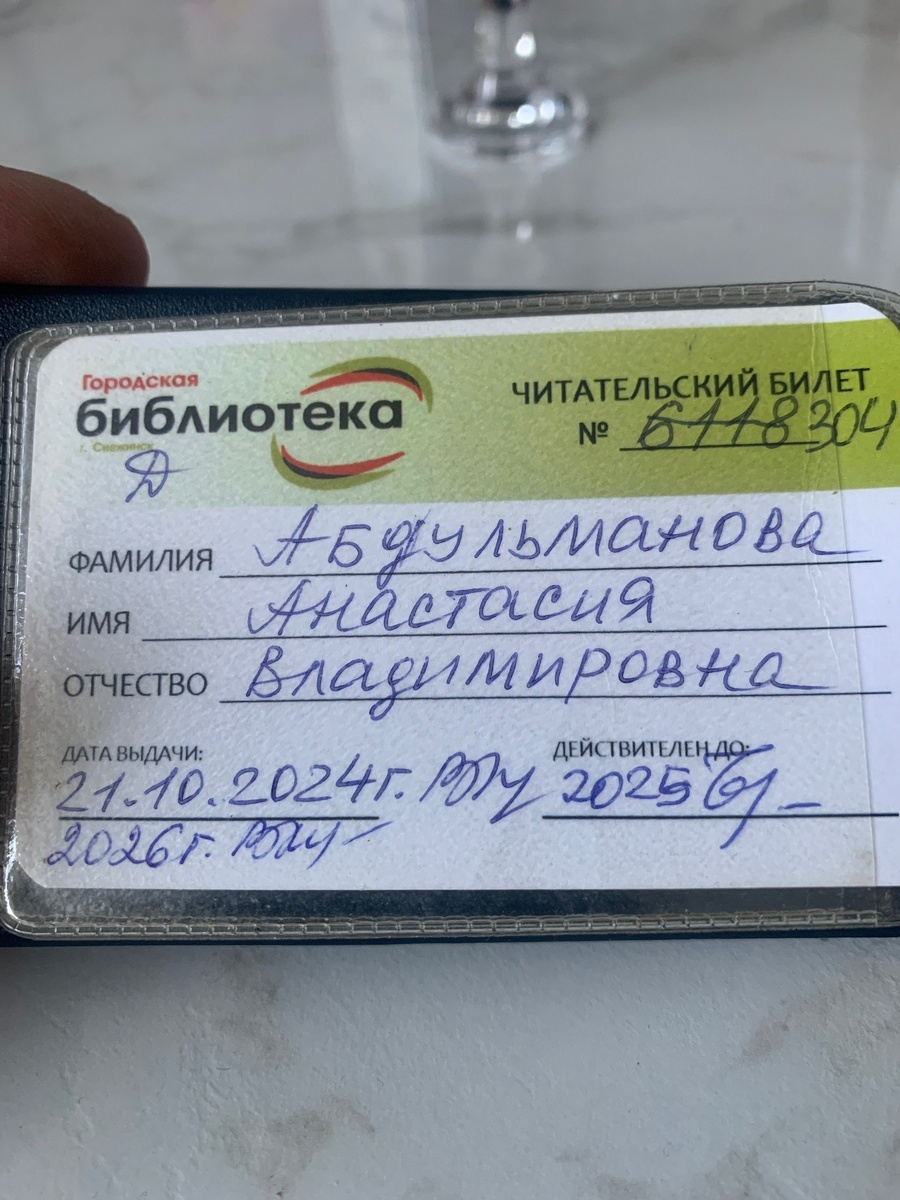 Городская
библиотека
г. Снежинск
Д
ЧИТАТЕЛЬСКИЙ БИЛЕТ
№ 6118304
ФАМИЛИЯ Абдульманова
ИМЯ Анастасия
ОТЧЕСТВО Владимировна
ДАТА ВЫДАЧИ:
21.10.2024г.
2026г.
ДЕЙСТВИТЕЛЕН ДО:
2025